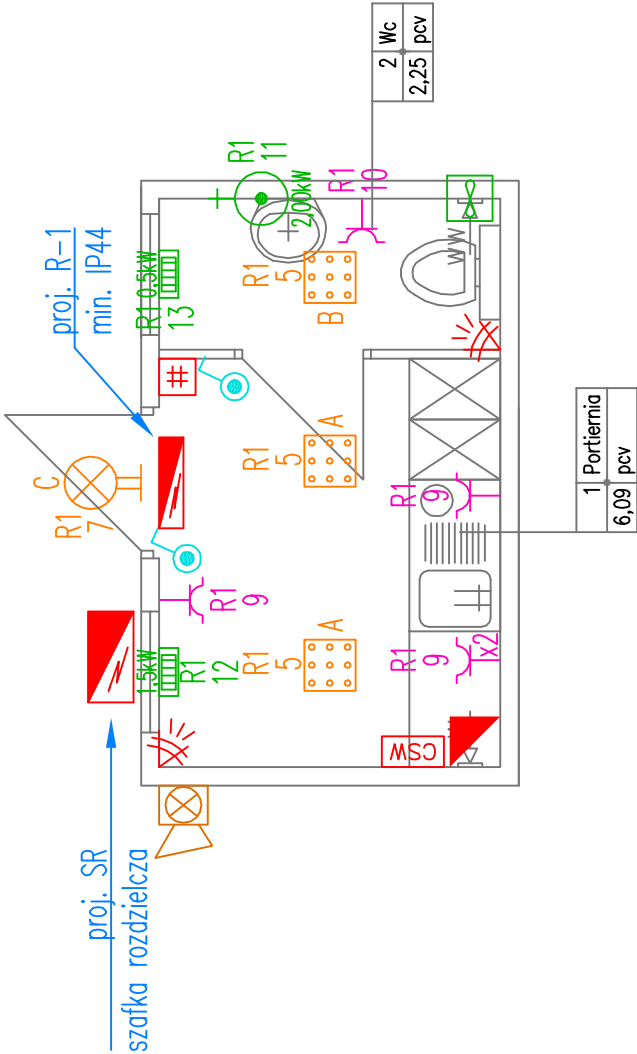 proj. SR
szafka rozdzielcza
proj. R-1
min. IP44
C
R1
7
1,5kW
R1
12
R1
9
R1 0,5kW
13
R1
11
2,00kW
R1
10
R1
5
A
R1
5
A
R1
5
B
R1
9
x2
R1
9
CSW
1 Portiernia
6,09 pcv
2 Wc
2,25 pcv